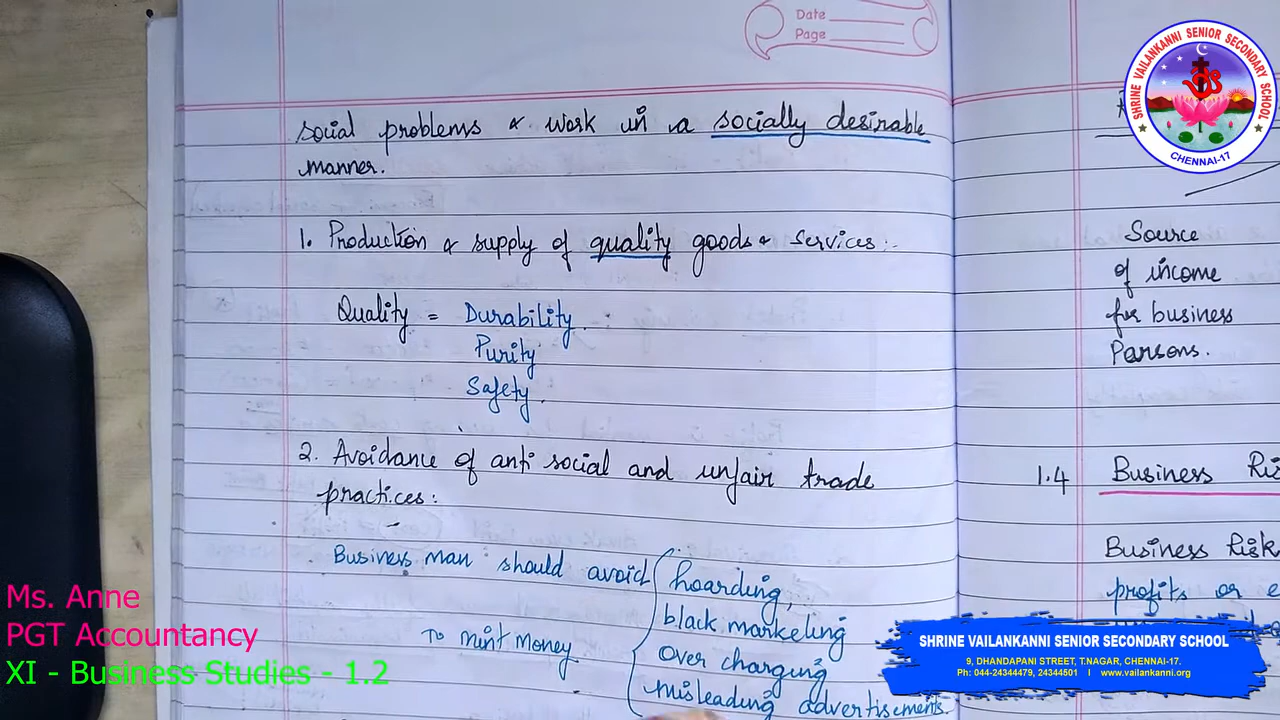 Date
Page
social problems & work in a socially desirable
manner.
1. Production & supply of quality goods & services :-
Quality = Durability.
Purity
Safety.
2. Avoidance of anti social and unfair trade
practices:
Business man should avoid
To mint money
hoarding,
black marketing
over charging
misleading advertisements.
Source
of income
for business
Persons.
1.4 Business
Business Risks
profits or
SHRINE VAILANKANNI SENIOR SECONDARY SCHOOL
CHENNAI-17
Ms. Anne
PGT Accountancy
XI - Business Studies - 1.2
SHRINE VAILANKANNI SENIOR SECONDARY SCHOOL
9, DHANDAPANI STREET, T.NAGAR, CHENNAI-17.
Ph: 044-24344479, 24344501 I www.vailankanni.org